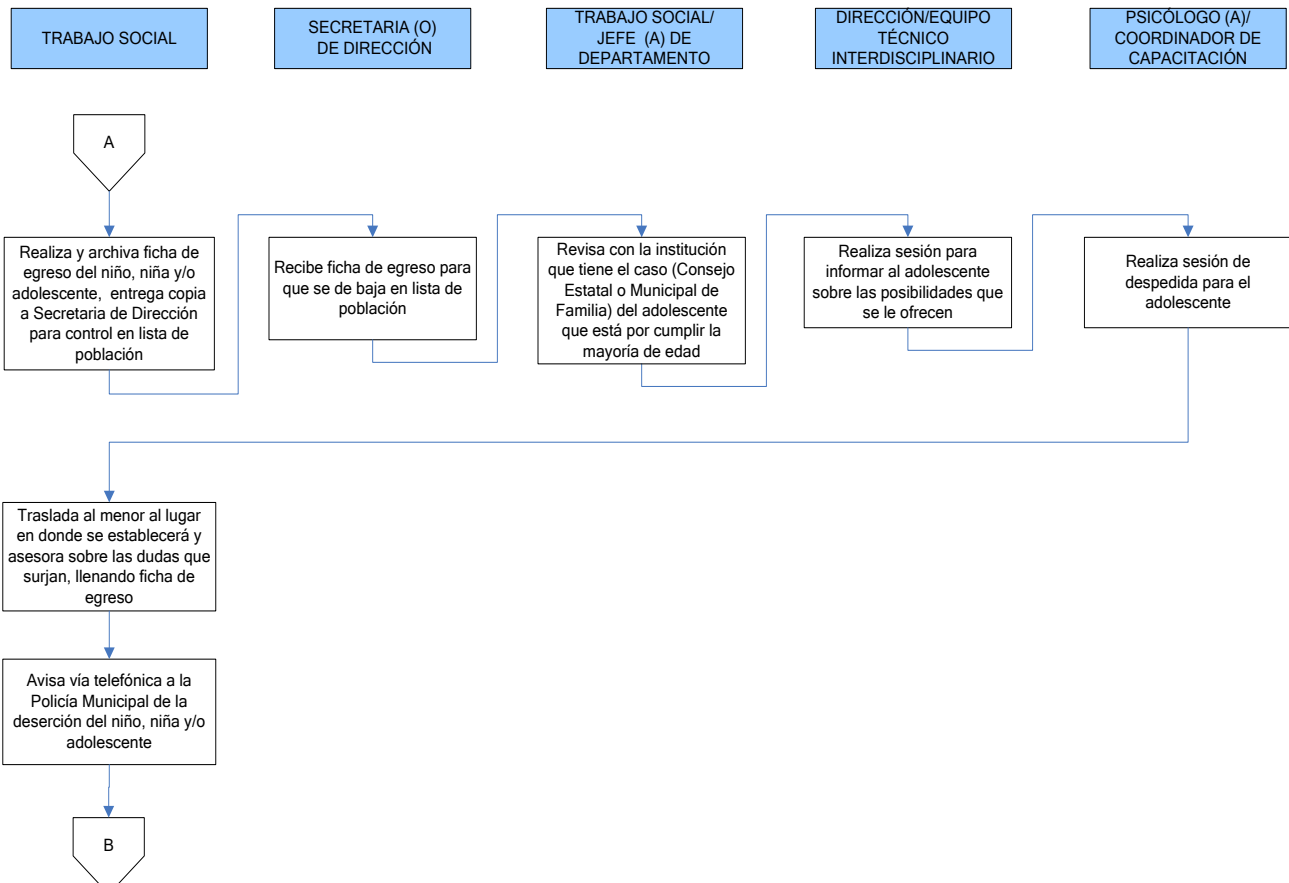 TRABAJO SOCIAL
SECRETARIA (O)
DE DIRECCIÓN
TRABAJO SOCIAL/
JEFE (A) DE
DEPARTAMENTO
DIRECCIÓN/EQUIPO
TÉCNICO
INTERDISCIPLINARIO
PSICÓLOGO (A)/
COORDINADOR DE
CAPACITACIÓN
A
Realiza y archiva ficha de
egreso del niño, niña y/o
adolescente, entrega copia
a Secretaria de Dirección
para control en lista de
población
Recibe ficha de egreso para
que se de baja en lista de
población
Revisa con la institución
que tiene el caso (Consejo
Estatal o Municipal de
Familia) del adolescente
que está por cumplir la
mayoría de edad
Realiza sesión para
informar al adolescente
sobre las posibilidades que
se le ofrecen
Realiza sesión de
despedida para el
adolescente
Traslada al menor al lugar
en donde se establecerá y
asesora sobre las dudas que
surjan, llenando ficha de
egreso
Avisa vía telefónica a la
Policía Municipal de la
deserción del niño, niña y/o
adolescente
B